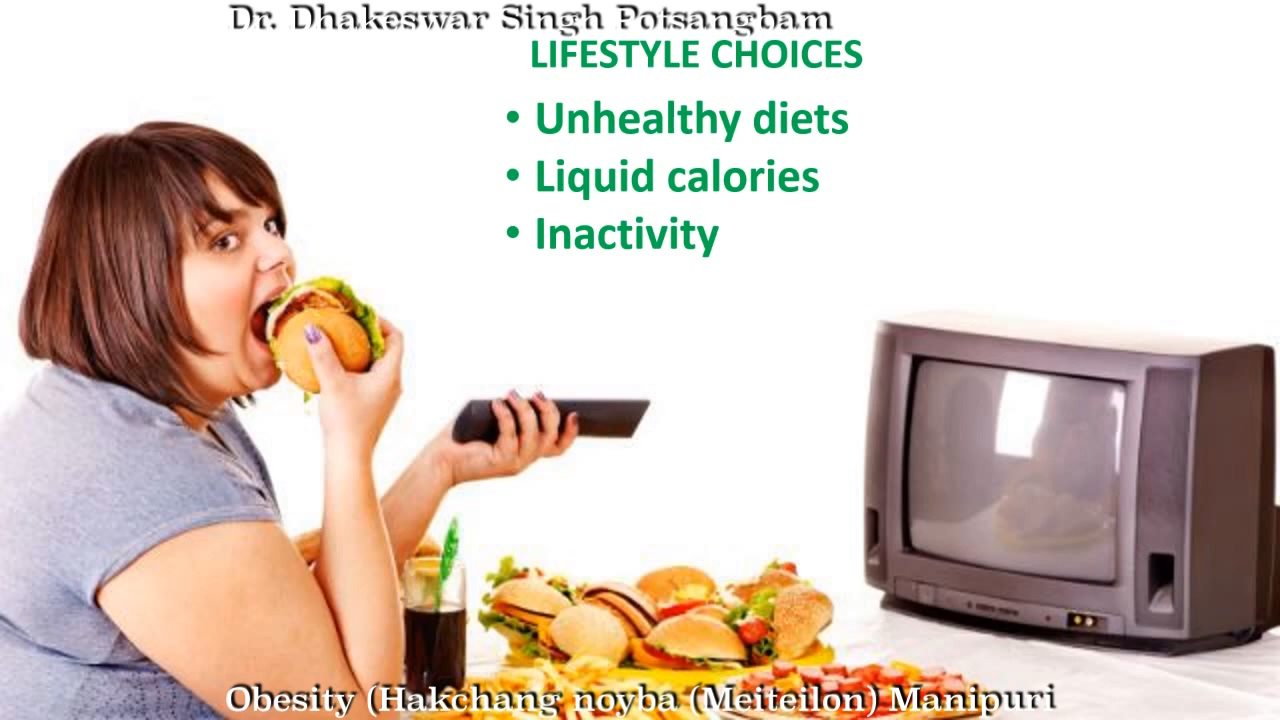 Dr. Dhakeswar Singh Potsangbam
LIFESTYLE CHOICES
• Unhealthy diets
• Liquid calories
• Inactivity
Obesity (Hakchang noyba (Meiteilon) Manipuri